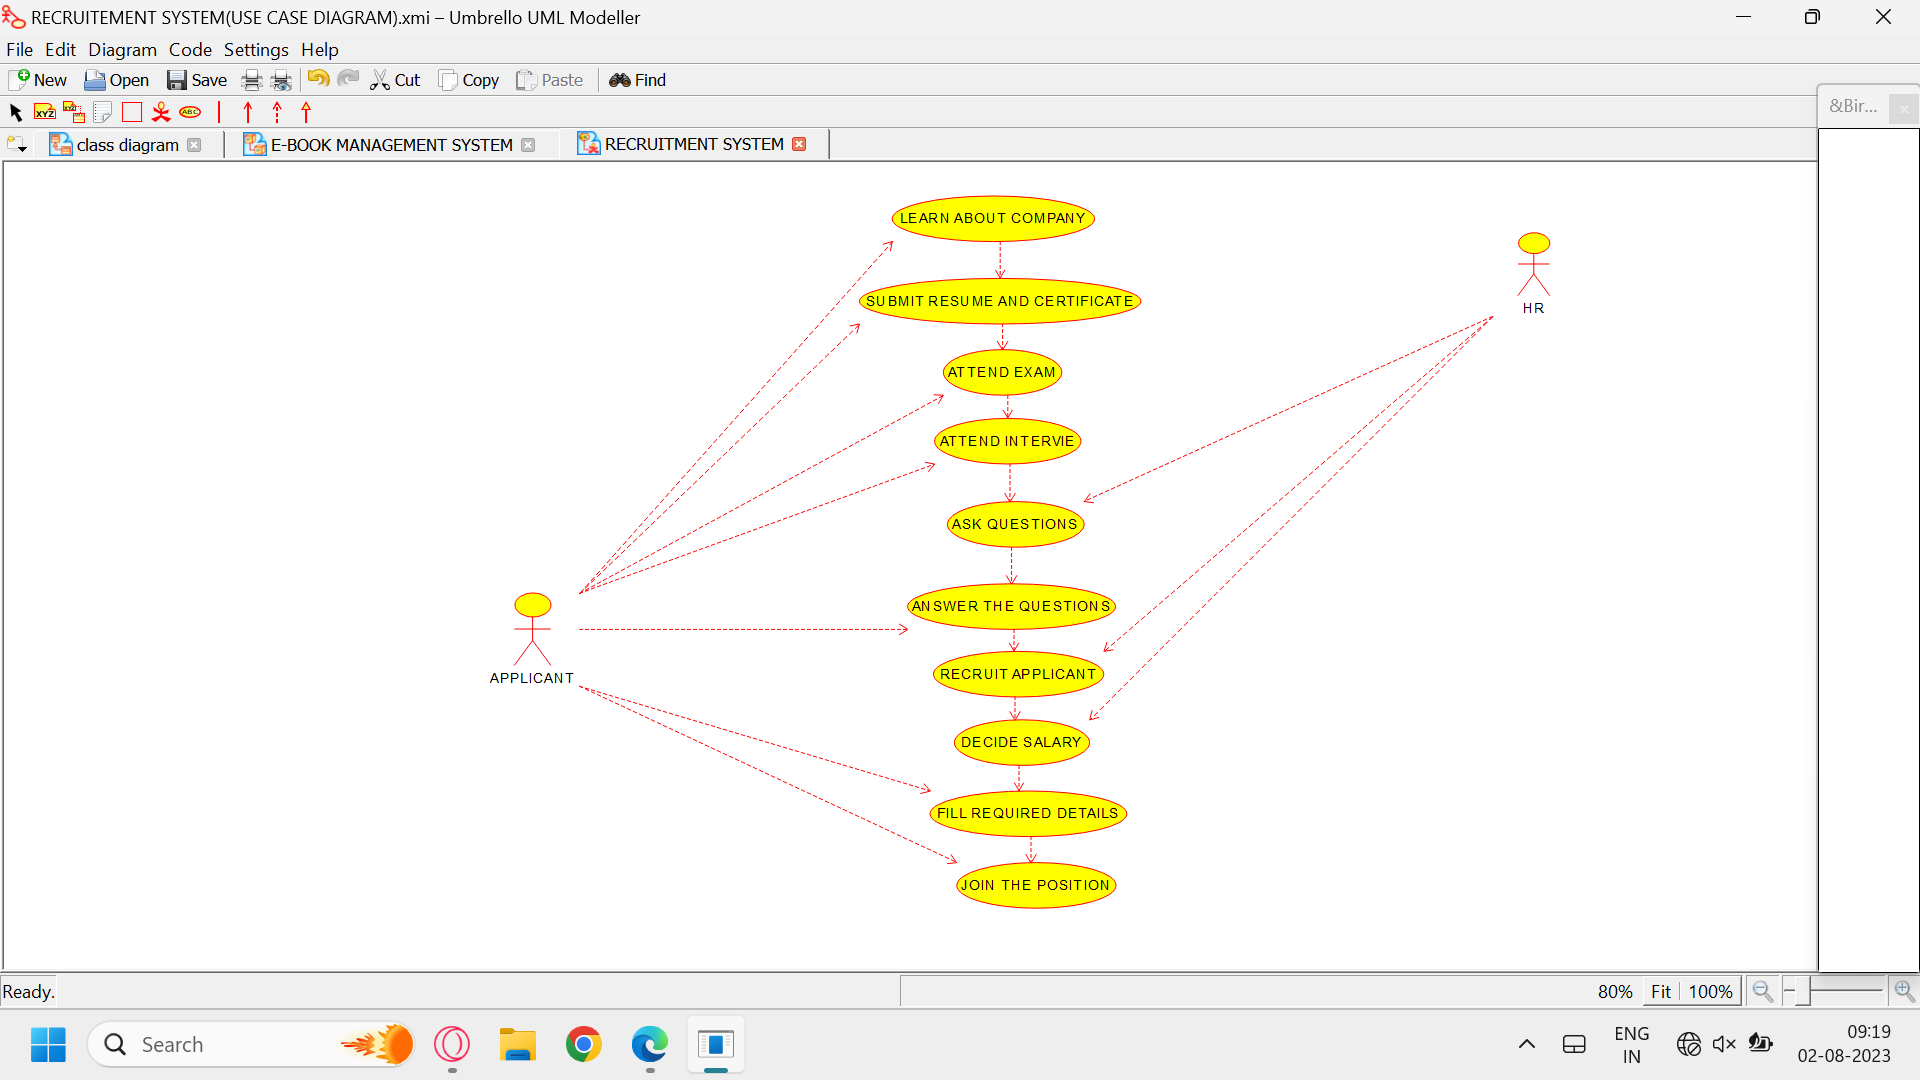 RECRUITEMENT SYSTEM(USE CASE DIAGRAM).xmi – Umbrello UML Modeller
File Edit Diagram Code Settings Help
New Open Save Cut Copy Paste Find
XYZ XYZ ABC
&Bir...
class diagram E-BOOK MANAGEMENT SYSTEM RECRUITMENT SYSTEM
LEARN ABOUT COMPANY
SUBMIT RESUME AND CERTIFICATE
HR
ATTEND EXAM
ATTEND INTERVIE
ASK QUESTIONS
ANSWER THE QUESTIONS
RECRUIT APPLICANT
APPLICANT
DECIDE SALARY
FILL REQUIRED DETAILS
JOIN THE POSITION
Ready. 80% Fit 100%
Search
ENG
IN
09:19
02-08-2023